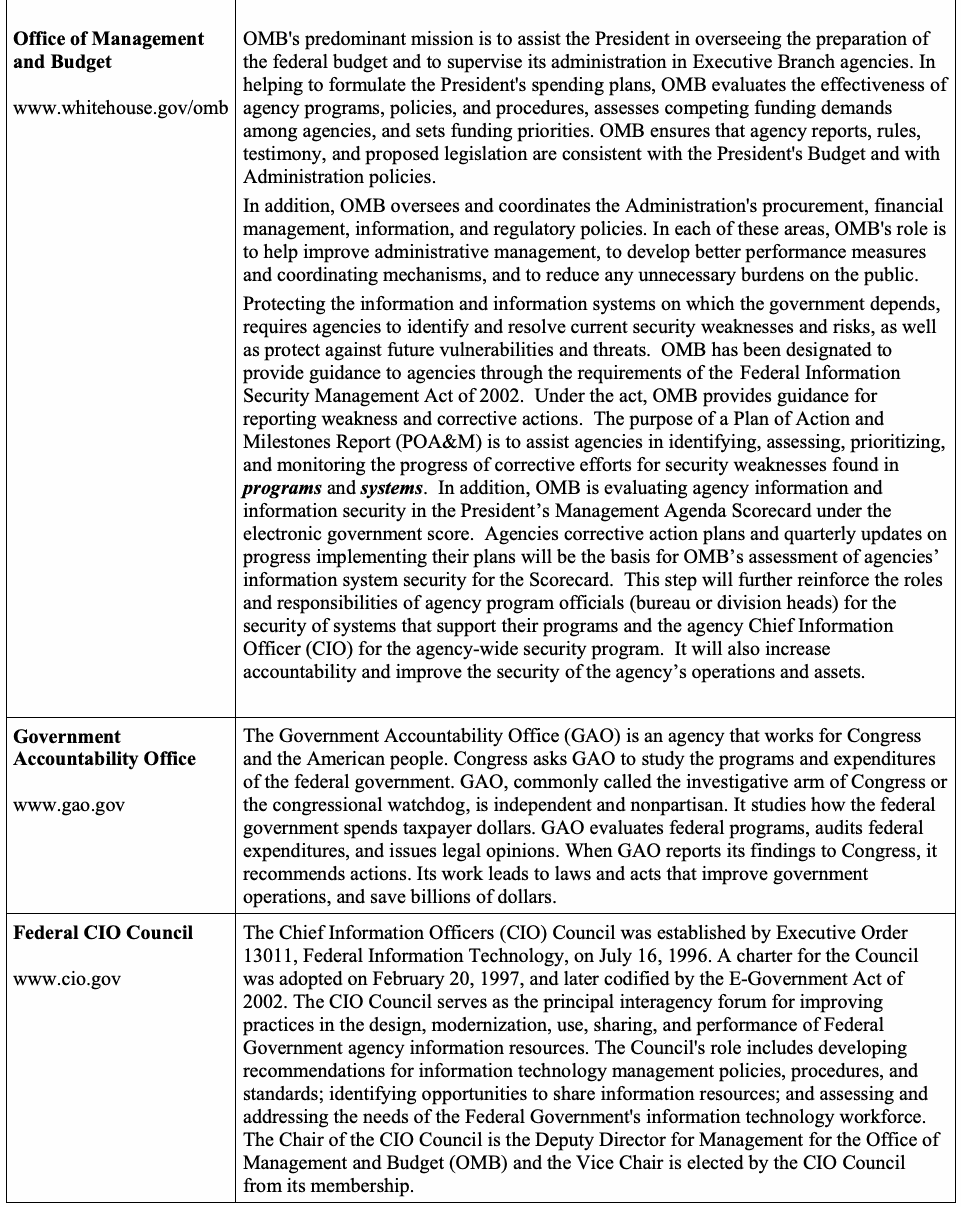 Office of Management
and Budget
www.whitehouse.gov/omb
OMB's predominant mission is to assist the President in overseeing the preparation of
the federal budget and to supervise its administration in Executive Branch agencies. In
helping to formulate the President's spending plans, OMB evaluates the effectiveness of
agency programs, policies, and procedures, assesses competing funding demands
among agencies, and sets funding priorities. OMB ensures that agency reports, rules,
testimony, and proposed legislation are consistent with the President's Budget and with
Administration policies.
In addition, OMB oversees and coordinates the Administration's procurement, financial
management, information, and regulatory policies. In each of these areas, OMB's role is
to help improve administrative management, to develop better performance measures
and coordinating mechanisms, and to reduce any unnecessary burdens on the public.
Protecting the information and information systems on which the government depends,
requires agencies to identify and resolve current security weaknesses and risks, as well
as protect against future vulnerabilities and threats.  OMB has been designated to
provide guidance to agencies through the requirements of the Federal Information
Security Management Act of 2002.  Under the act, OMB provides guidance for
reporting weakness and corrective actions.  The purpose of a Plan of Action and
Milestones Report (POA&M) is to assist agencies in identifying, assessing, prioritizing,
and monitoring the progress of corrective efforts for security weaknesses found in
programs and systems.  In addition, OMB is evaluating agency information and
information security in the President’s Management Agenda Scorecard under the
electronic government score.  Agencies corrective action plans and quarterly updates on
progress implementing their plans will be the basis for OMB’s assessment of agencies’
information system security for the Scorecard.  This step will further reinforce the roles
and responsibilities of agency program officials (bureau or division heads) for the
security of systems that support their programs and the agency Chief Information
Officer (CIO) for the agency-wide security program.  It will also increase
accountability and improve the security of the agency’s operations and assets.
Government
Accountability Office
www.gao.gov
The Government Accountability Office (GAO) is an agency that works for Congress
and the American people. Congress asks GAO to study the programs and expenditures
of the federal government. GAO, commonly called the investigative arm of Congress or
the congressional watchdog, is independent and nonpartisan. It studies how the federal
government spends taxpayer dollars. GAO evaluates federal programs, audits federal
expenditures, and issues legal opinions. When GAO reports its findings to Congress, it
recommends actions. Its work leads to laws and acts that improve government
operations, and save billions of dollars.
Federal CIO Council
www.cio.gov
The Chief Information Officers (CIO) Council was established by Executive Order
13011, Federal Information Technology, on July 16, 1996. A charter for the Council
was adopted on February 20, 1997, and later codified by the E-Government Act of
2002. The CIO Council serves as the principal interagency forum for improving
practices in the design, modernization, use, sharing, and performance of Federal
Government agency information resources. The Council's role includes developing
recommendations for information technology management policies, procedures, and
standards; identifying opportunities to share information resources; and assessing and
addressing the needs of the Federal Government's information technology workforce.
The Chair of the CIO Council is the Deputy Director for Management for the Office of
Management and Budget (OMB) and the Vice Chair is elected by the CIO Council
from its membership.